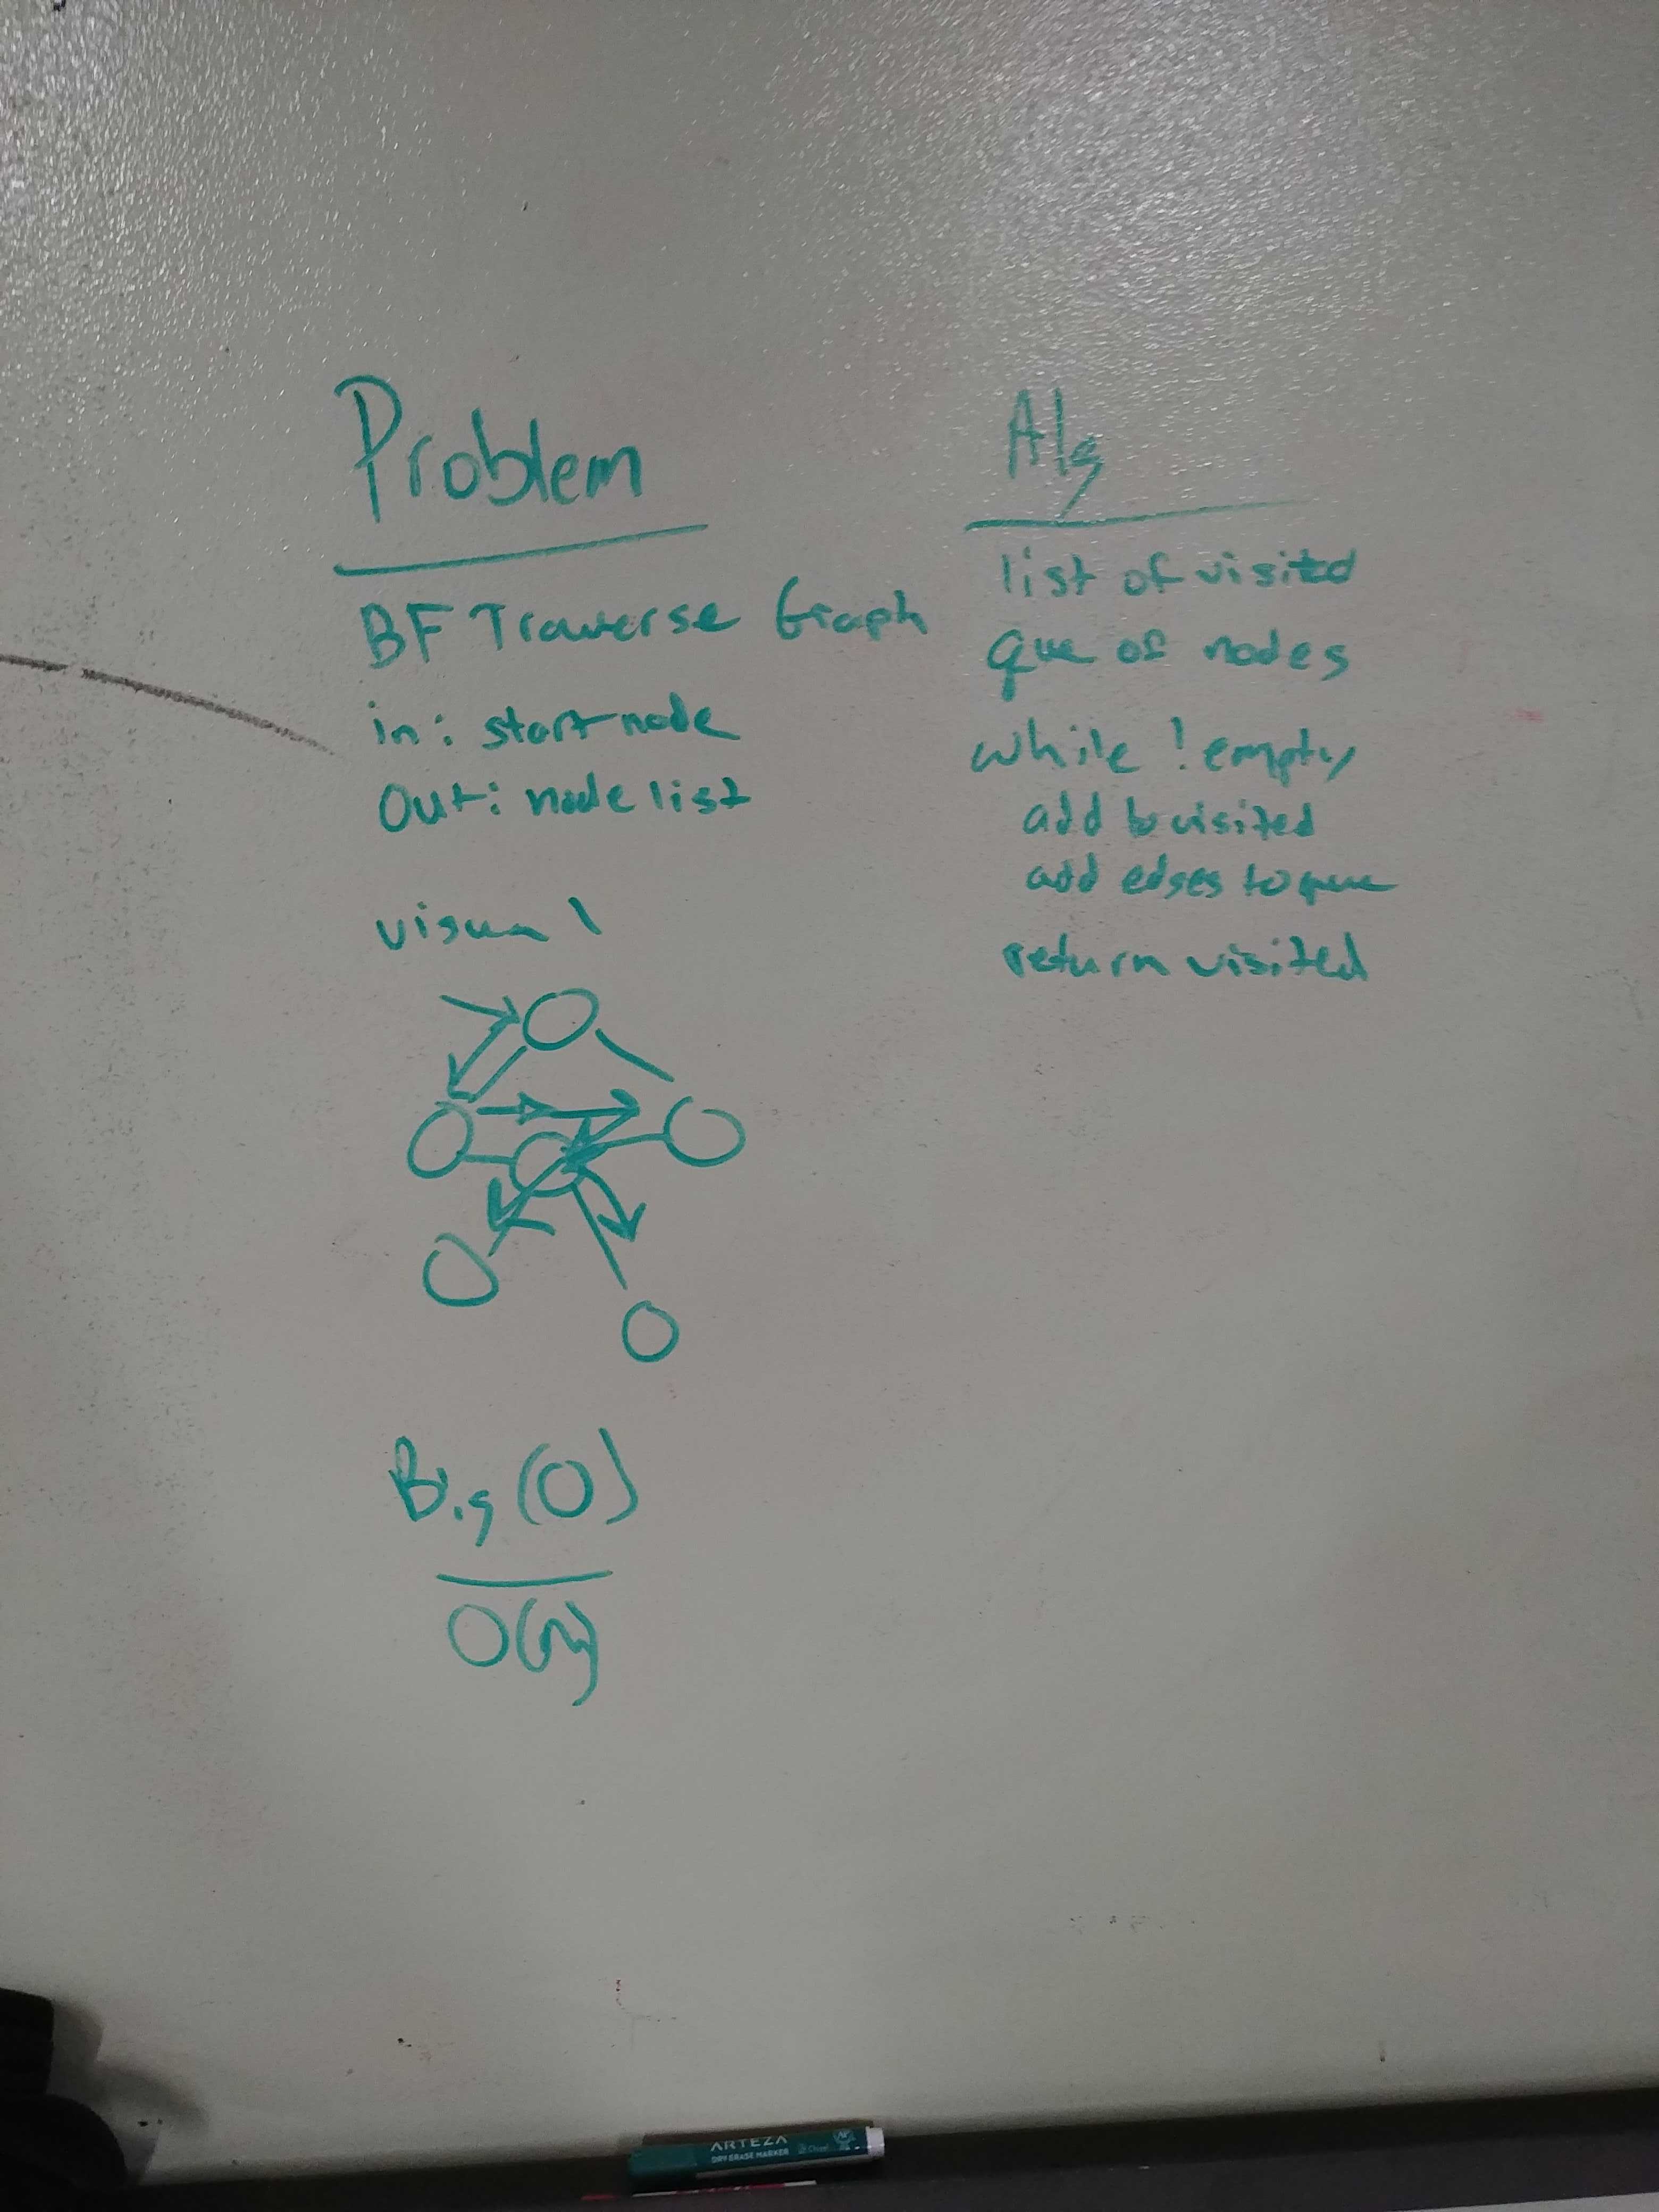 Problem
BF Traverse Graph
in: start node
Out: node list
visual
Big(O)
O(n)
Alg
list of visited
que of nodes
while !empty
add to visited
add edges to que
return visited
ARTEZA
DRY ERASE MARKER